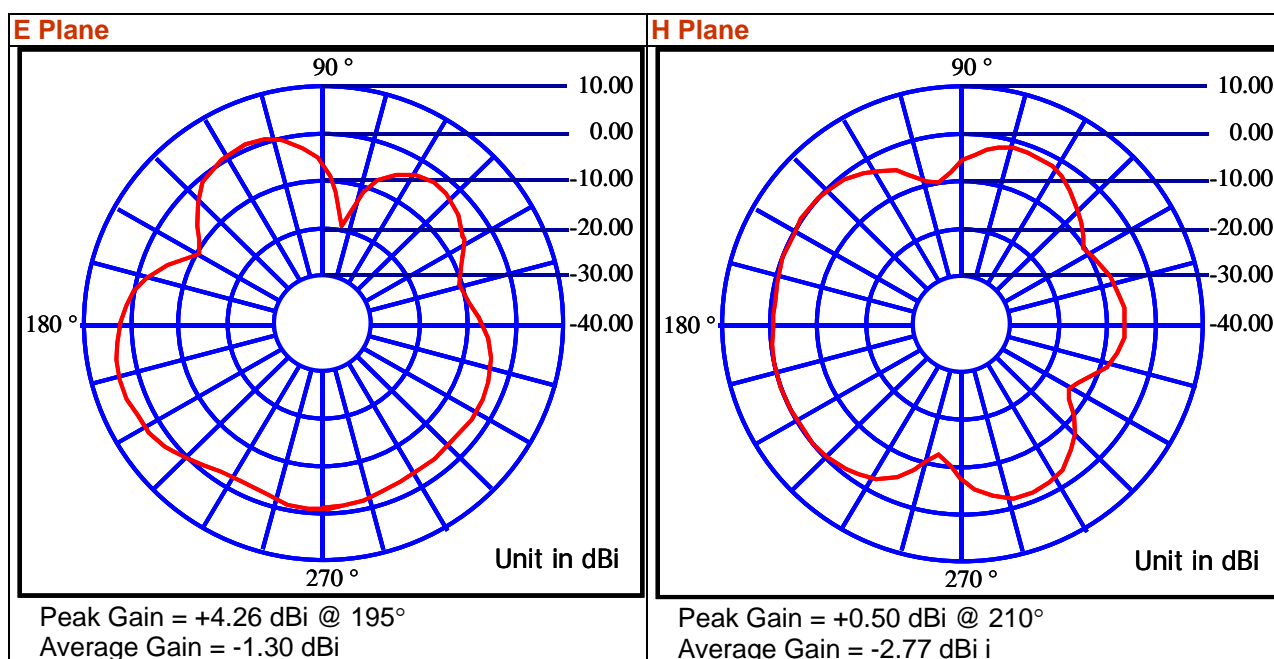 E Plane
90 °
10.00
0.00
-10.00
-20.00
-30.00
180 °
-40.00
Unit in dBi
270 °
Peak Gain = +4.26 dBi @ 195°
Average Gain = -1.30 dBi
H Plane
90 °
10.00
0.00
-10.00
-20.00
-30.00
180 °
-40.00
Unit in dBi
270 °
Peak Gain = +0.50 dBi @ 210°
Average Gain = -2.77 dBi i